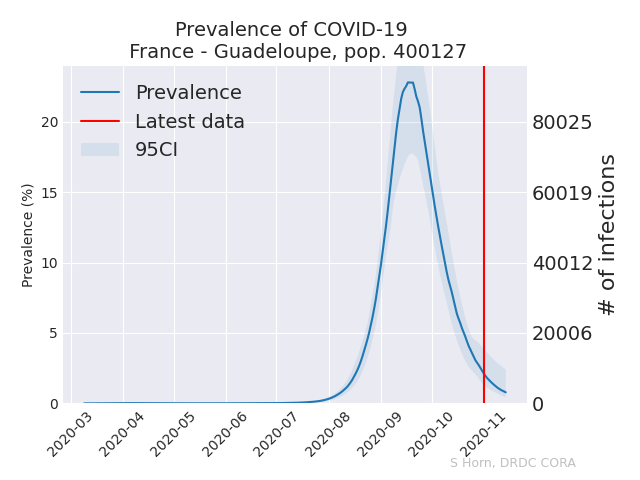 Prevalence of COVID-19
France - Guadeloupe, pop. 400127
Prevalence
Latest data
95CI
Prevalence (%)
20
15
10
5
0
80025
60019
40012
20006
0
# of infections
2020-03
2020-04
2020-05
2020-06
2020-07
2020-08
2020-09
2020-10
2020-11
S Horn, DRDC CORA